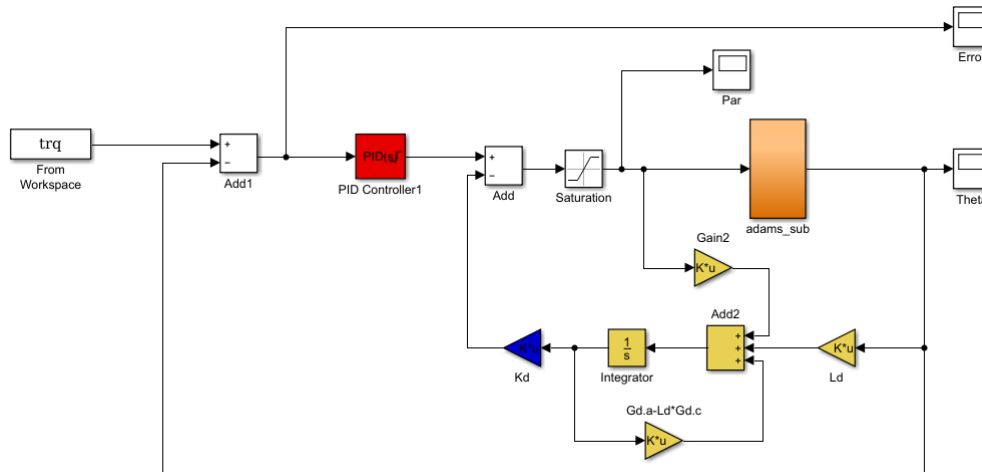 Erro
Par
trq
From
Workspace
+
−
Add1
PID(s)
PID Controller1
+
−
Add
Saturation
adams_sub
Theta
Gain2
K*u
Add2
+
+
+
K*u
Kd
1
s
Integrator
K*u
Ld
Gd.a-Ld*Gd.c
K*u